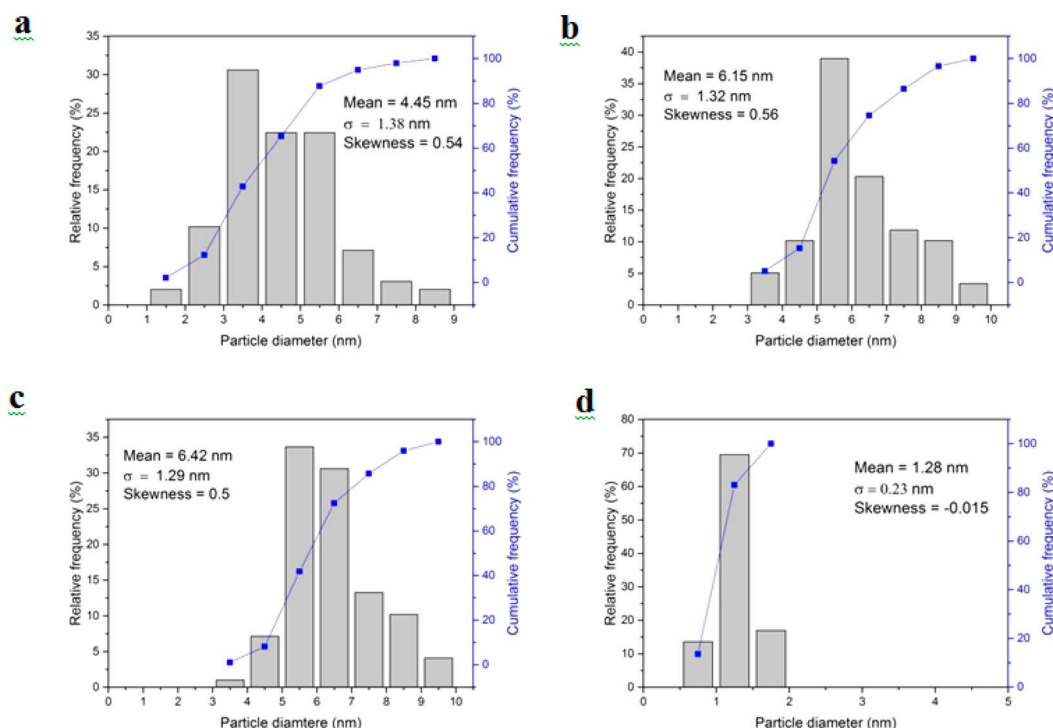 a
35
30
25
20
15
10
5
0
Relative frequency (%)
Mean = 4.45 nm
σ = 1.38 nm
Skewness = 0.54
100
80
60
40
20
0
Cumulative frequency (%)
0 1 2 3 4 5 6 7 8 9
Particle diameter (nm)
b
40
35
30
25
20
15
10
5
0
Relative frequency (%)
Mean = 6.15 nm
σ = 1.32 nm
Skewness = 0.56
100
80
60
40
20
0
Cumulative frequency (%)
0 1 2 3 4 5 6 7 8 9 10
Particle diameter (nm)
c
35
30
25
20
15
10
5
0
Relative frequency (%)
Mean = 6.42 nm
σ = 1.29 nm
Skewness = 0.5
100
80
60
40
20
0
Cumulative frequency (%)
0 1 2 3 4 5 6 7 8 9 10
Particle diamtere (nm)
d
80
70
60
50
40
30
20
10
0
Relative frequency (%)
Mean = 1.28 nm
σ = 0.23 nm
Skewness = -0.015
100
80
60
40
20
0
Cumulative frequency (%)
0 1 2 3 4 5
Particle diameter (nm)